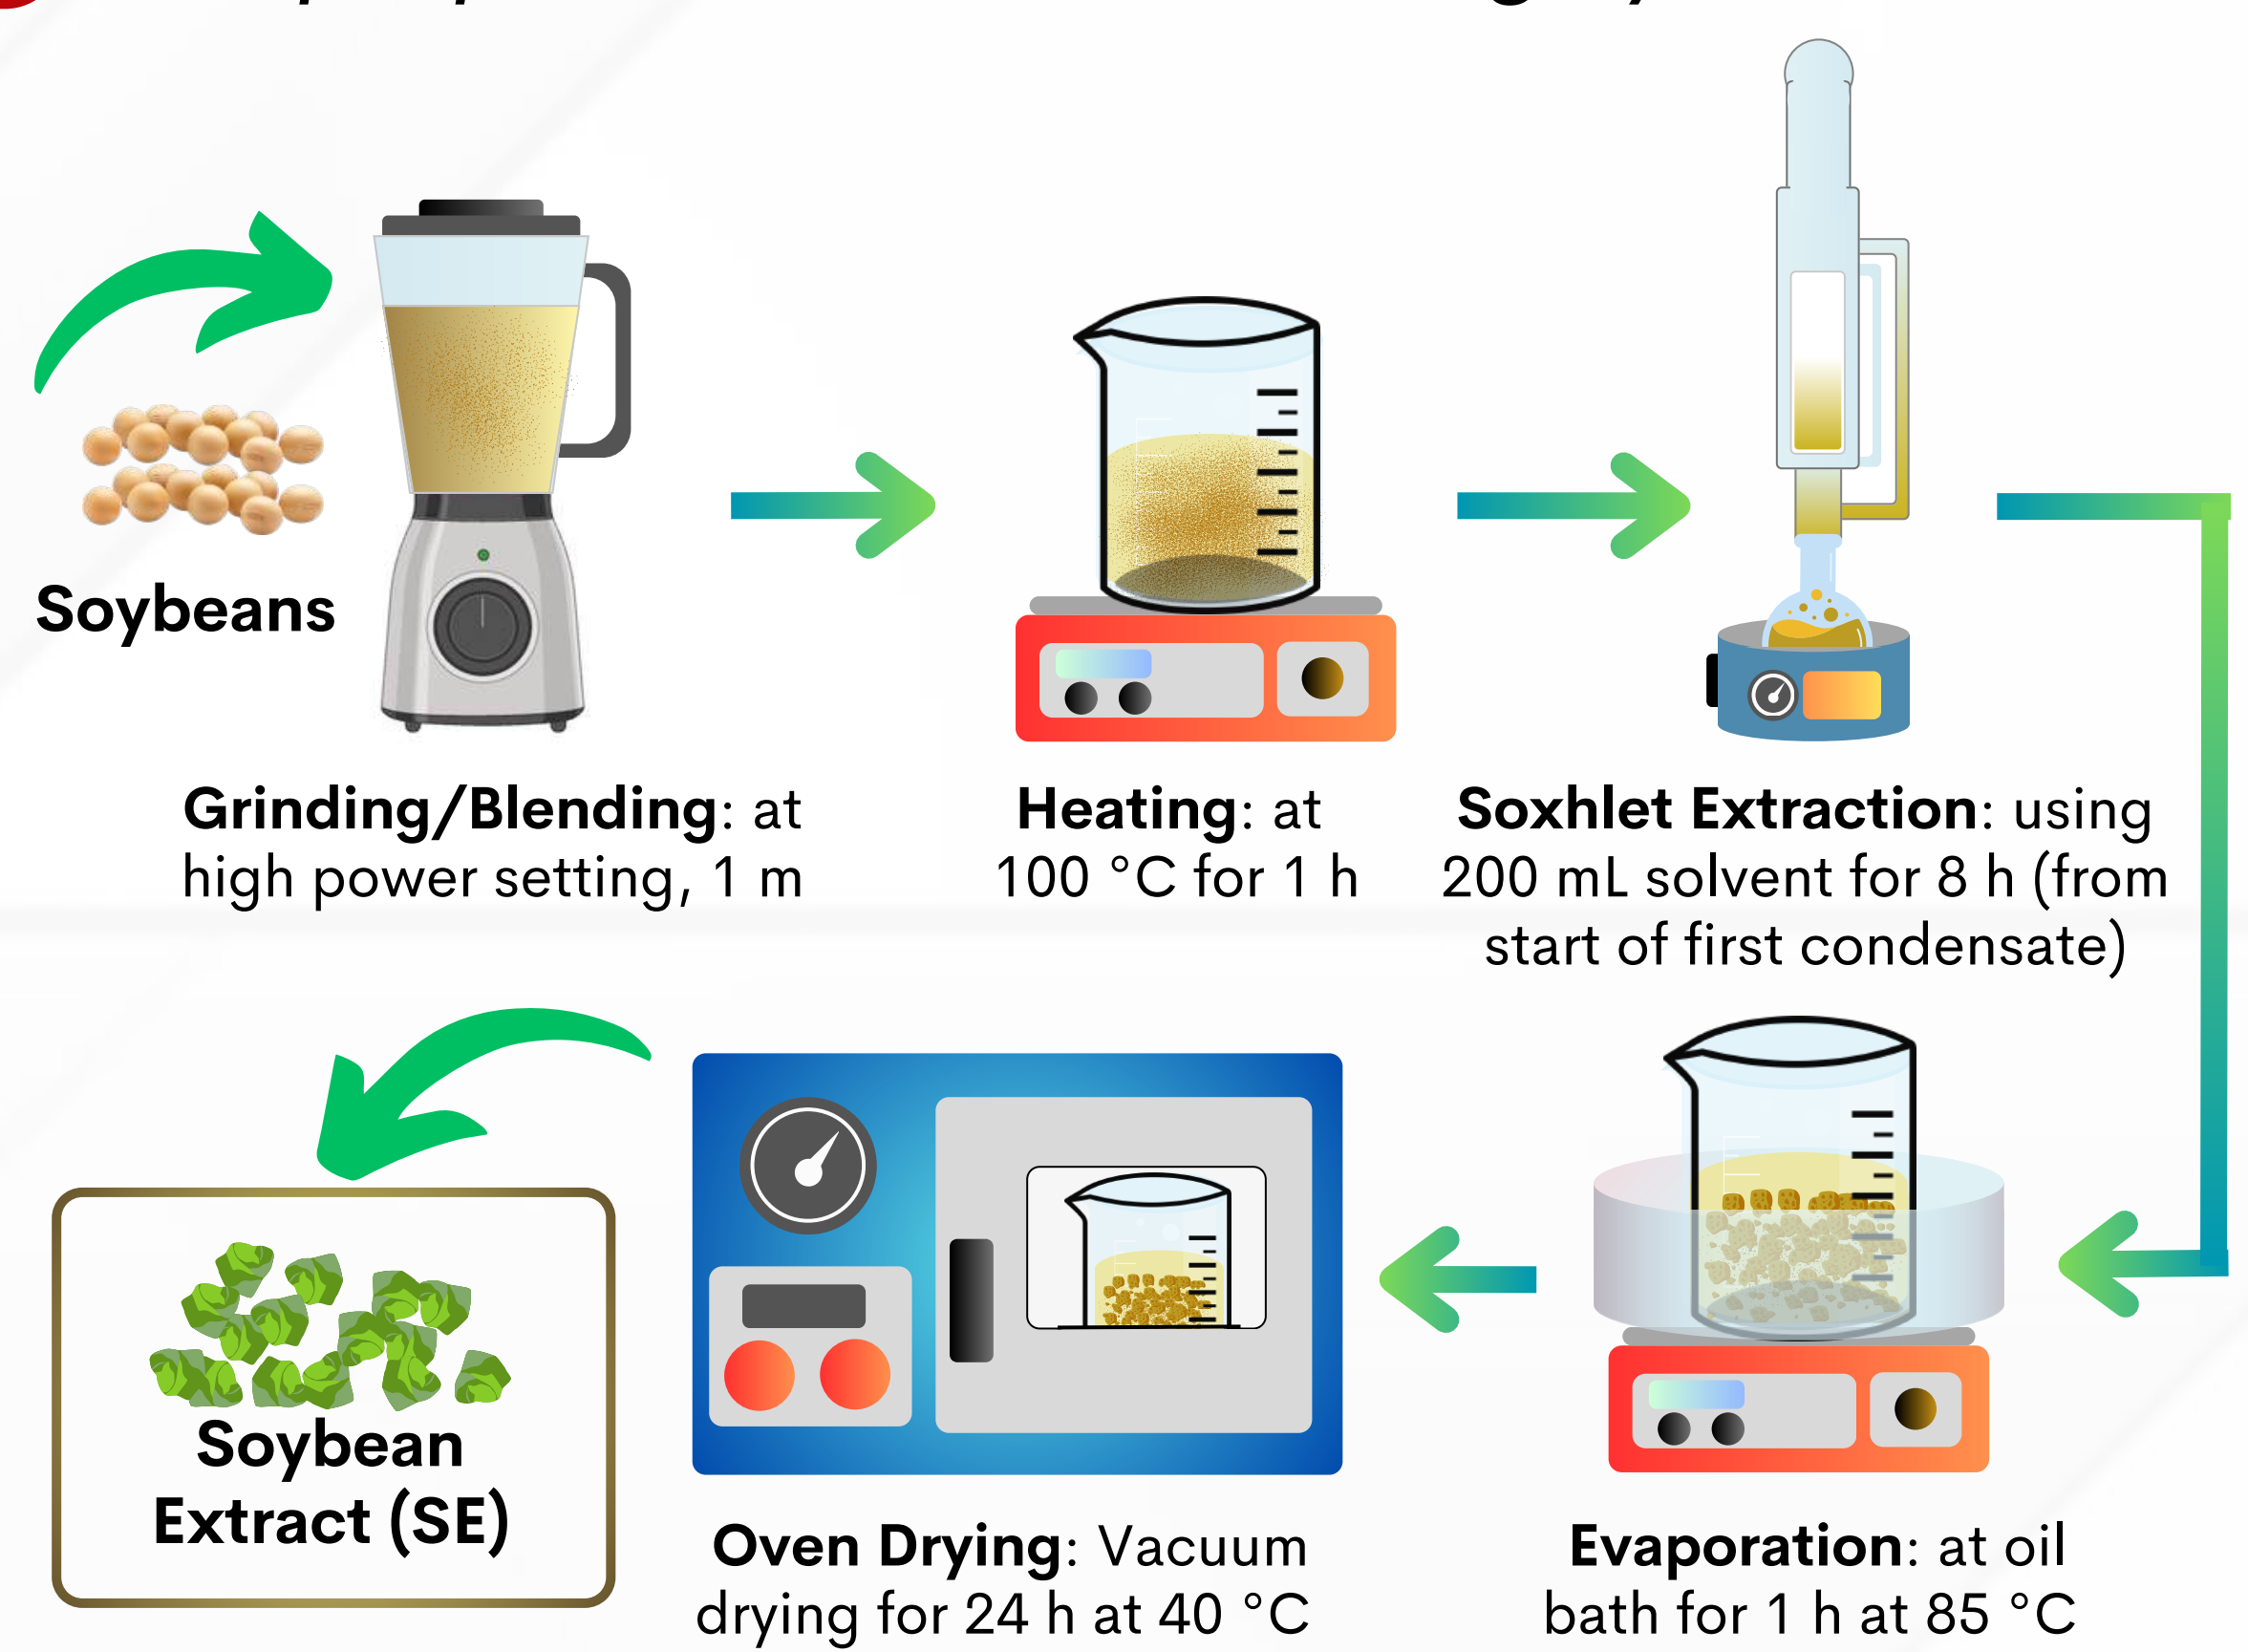 Soybeans
Grinding/Blending: at
high power setting, 1 m
Heating: at
100 °C for 1 h
Soxhlet Extraction: using
200 mL solvent for 8 h (from
start of first condensate)
Evaporation: at oil
bath for 1 h at 85 °C
Oven Drying: Vacuum
drying for 24 h at 40 °C
Soybean
Extract (SE)